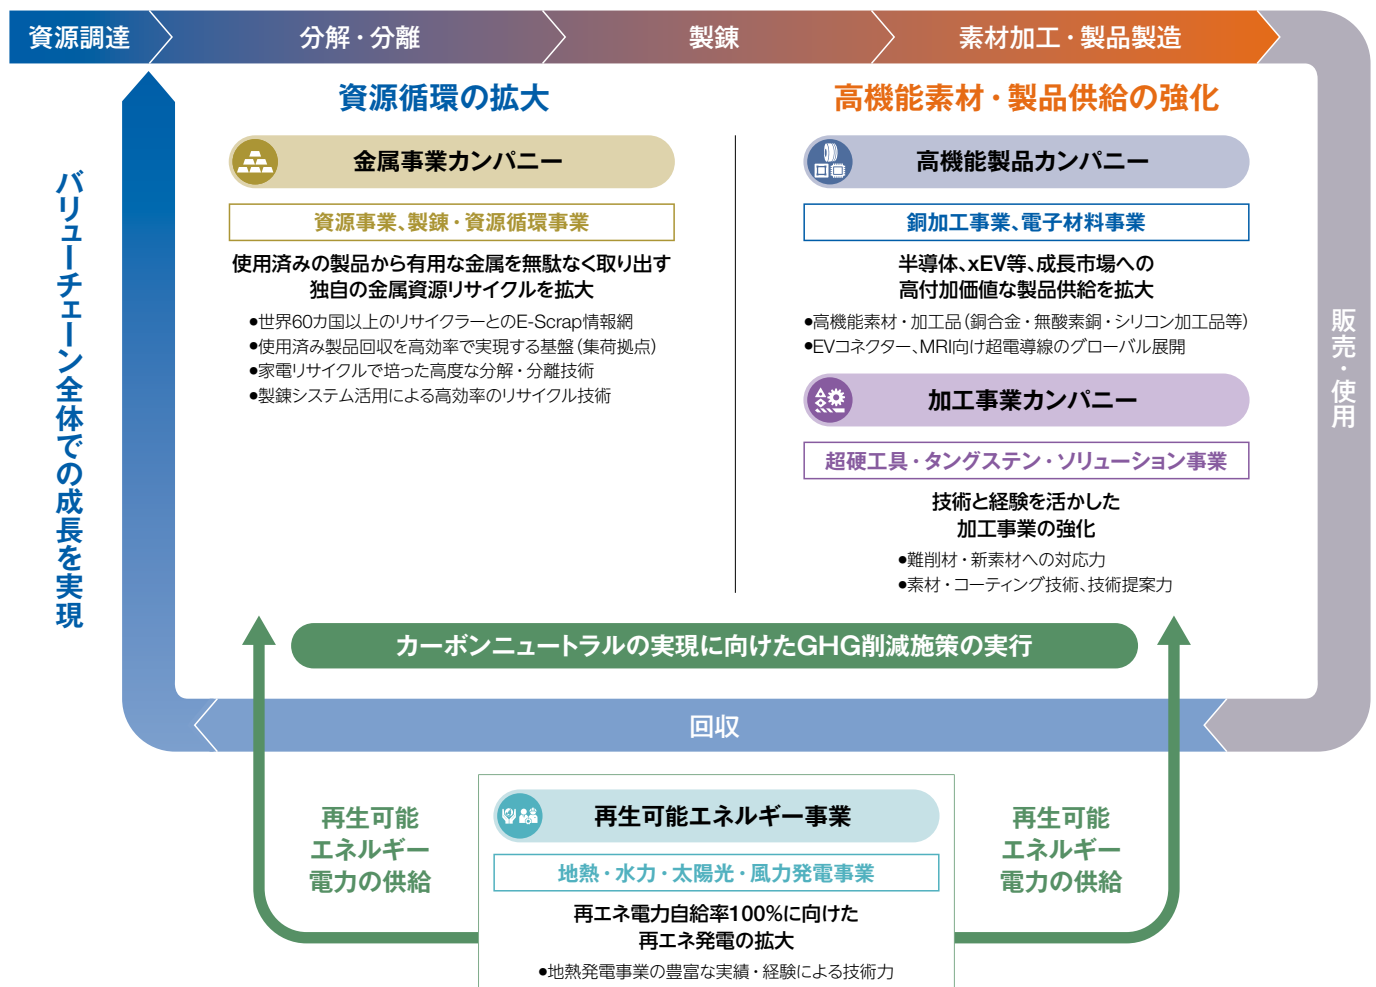 資源調達
分解・分離
製錬
素材加工・製品製造
販売・使用
回収
バリューチェーン全体での成長を実現
資源循環の拡大
金属事業カンパニー
資源事業、製錬・資源循環事業
使用済みの製品から有用な金属を無駄なく取り出す
独自の金属資源リサイクルを拡大
●世界60カ国以上のリサイクラーとのE-Scrap情報網
●使用済み製品回収を高効率で実現する基盤(集荷拠点)
●家電リサイクルで培った高度な分解・分離技術
●製錬システム活用による高効率のリサイクル技術
高機能素材・製品供給の強化
高機能製品カンパニー
銅加工事業、電子材料事業
半導体、xEV等、成長市場への
高付加価値な製品供給を拡大
●高機能素材・加工品(銅合金・無酸素銅・シリコン加工品等)
●EVコネクター、MRI向け超電導線のグローバル展開
加工事業カンパニー
超硬工具・タングステン・ソリューション事業
技術と経験を活かした
加工事業の強化
●難削材・新素材への対応力
●素材・コーティング技術、技術提案力
カーボンニュートラルの実現に向けたGHG削減施策の実行
再生可能
エネルギー
電力の供給
再生可能エネルギー事業
地熱・水力・太陽光・風力発電事業
再エネ電力自給率100%に向けた
再エネ発電の拡大
●地熱発電事業の豊富な実績・経験による技術力
再生可能
エネルギー
電力の供給